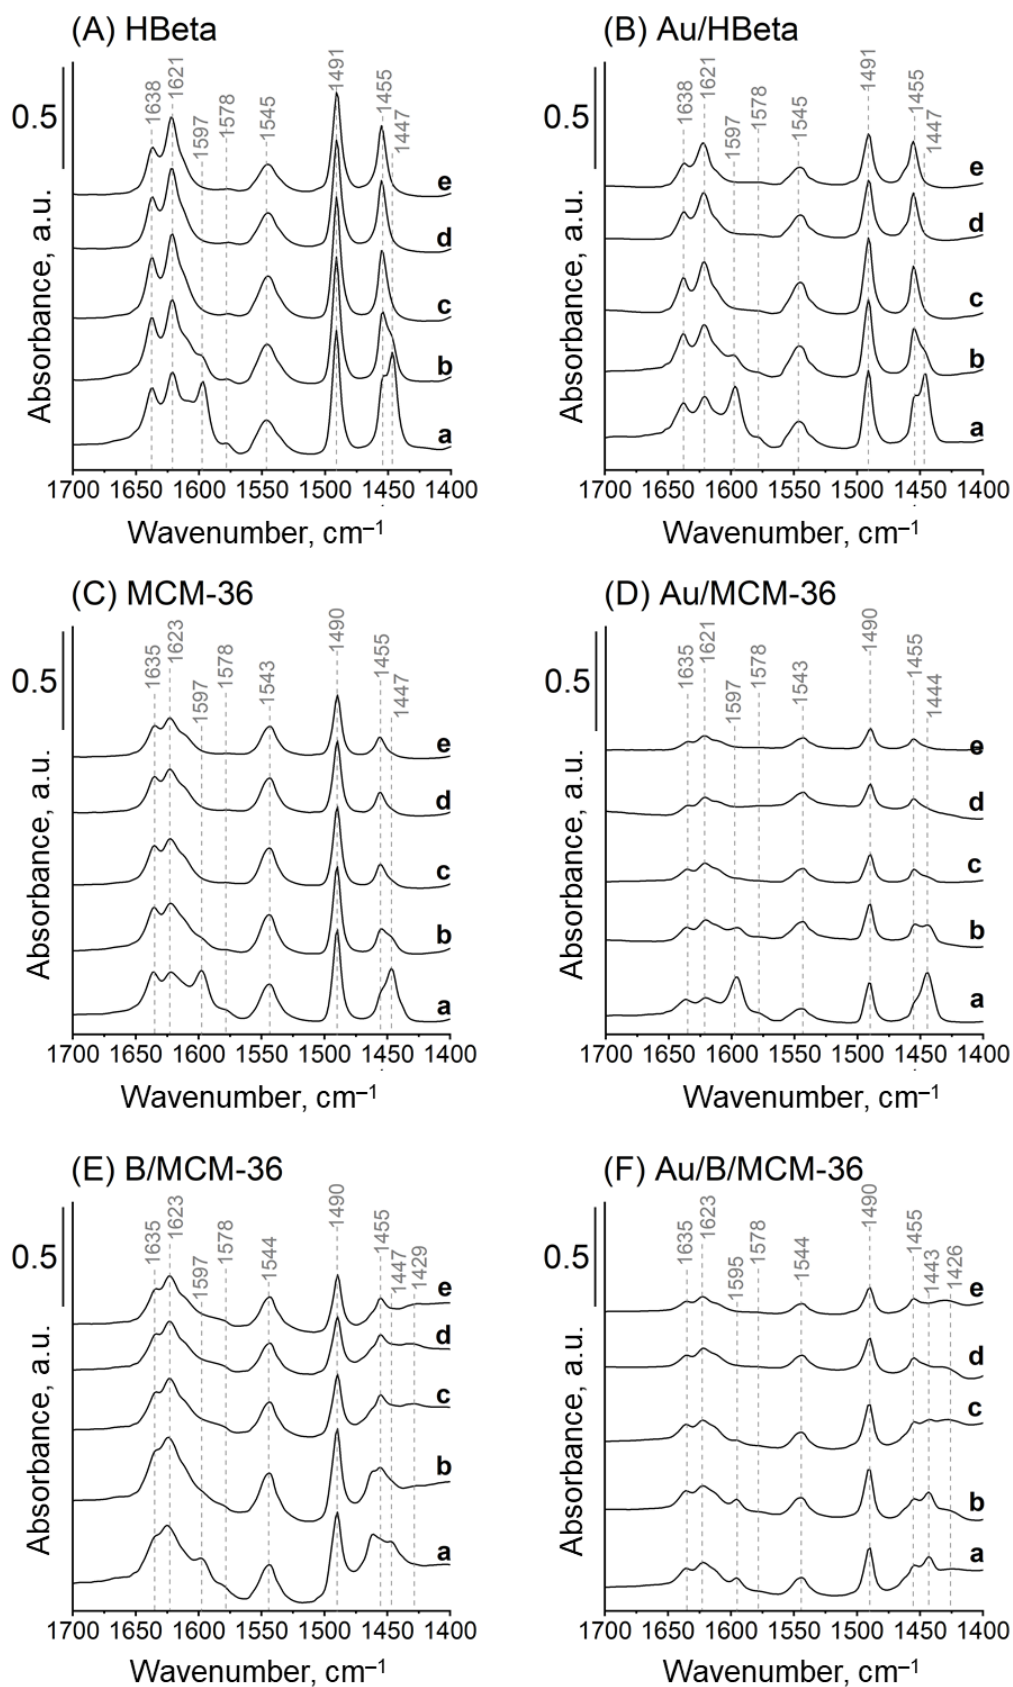 (A) HBeta
0.5
1638
1621
1597
1578
1545
1491
1455
1447
e
d
c
b
a
Absorbance, a.u.
1700 1650 1600 1550 1500 1450 1400
Wavenumber, cm⁻¹
(B) Au/HBeta
0.5
1638
1621
1597
1578
1545
1491
1455
1447
e
d
c
b
a
Absorbance, a.u.
1700 1650 1600 1550 1500 1450 1400
Wavenumber, cm⁻¹
(C) MCM-36
0.5
1635
1623
1597
1578
1543
1490
1455
1447
e
d
c
b
a
Absorbance, a.u.
1700 1650 1600 1550 1500 1450 1400
Wavenumber, cm⁻¹
(D) Au/MCM-36
0.5
1635
1621
1597
1578
1543
1490
1455
1444
e
d
c
b
a
Absorbance, a.u.
1700 1650 1600 1550 1500 1450 1400
Wavenumber, cm⁻¹
(E) B/MCM-36
0.5
1635
1623
1597
1578
1544
1490
1455
1447
1429
e
d
c
b
a
Absorbance, a.u.
1700 1650 1600 1550 1500 1450 1400
Wavenumber, cm⁻¹
(F) Au/B/MCM-36
0.5
1635
1623
1595
1578
1544
1490
1455
1443
1426
e
d
c
b
a
Absorbance, a.u.
1700 1650 1600 1550 1500 1450 1400
Wavenumber, cm⁻¹